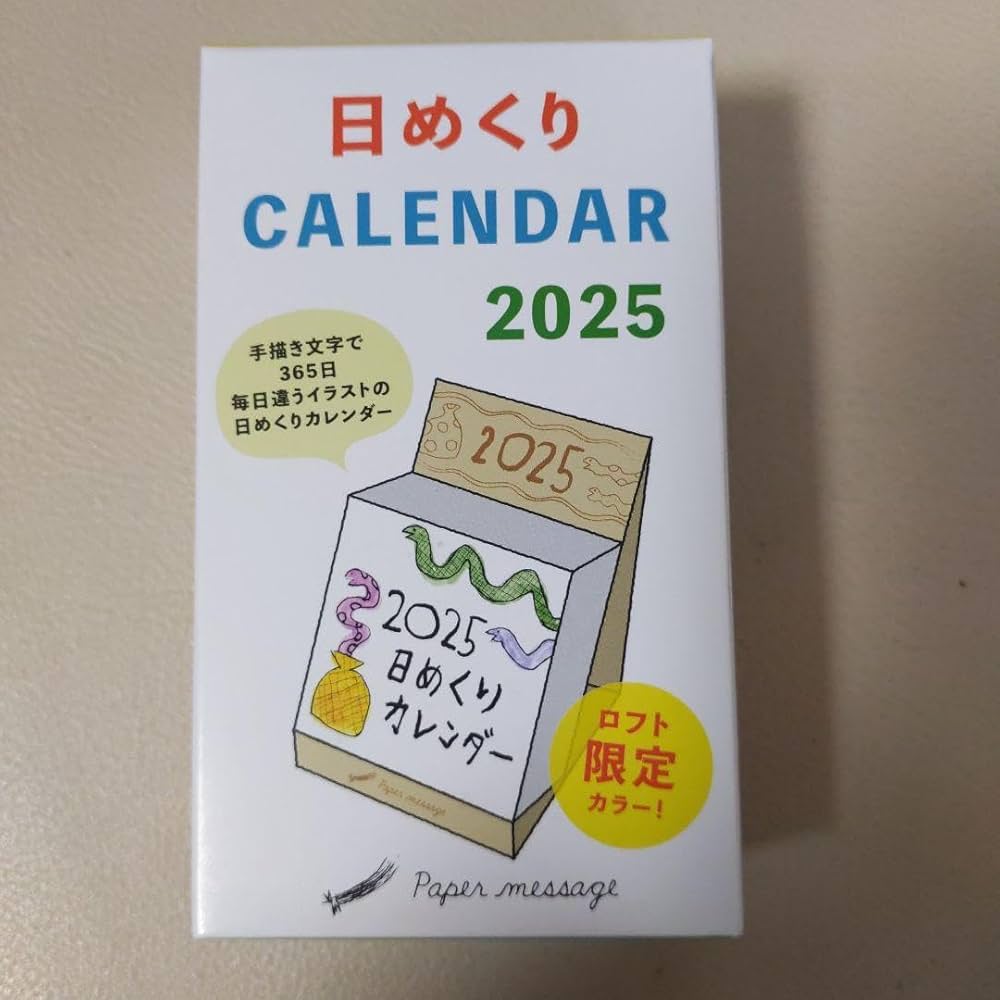 日めくり
CALENDAR
2025
手描き文字で
365日
毎日違うイラストの
日めくりカレンダー
2025
2025
日めくり
カレンダー
Paper message
ロフト
限定
カラー!
Paper message